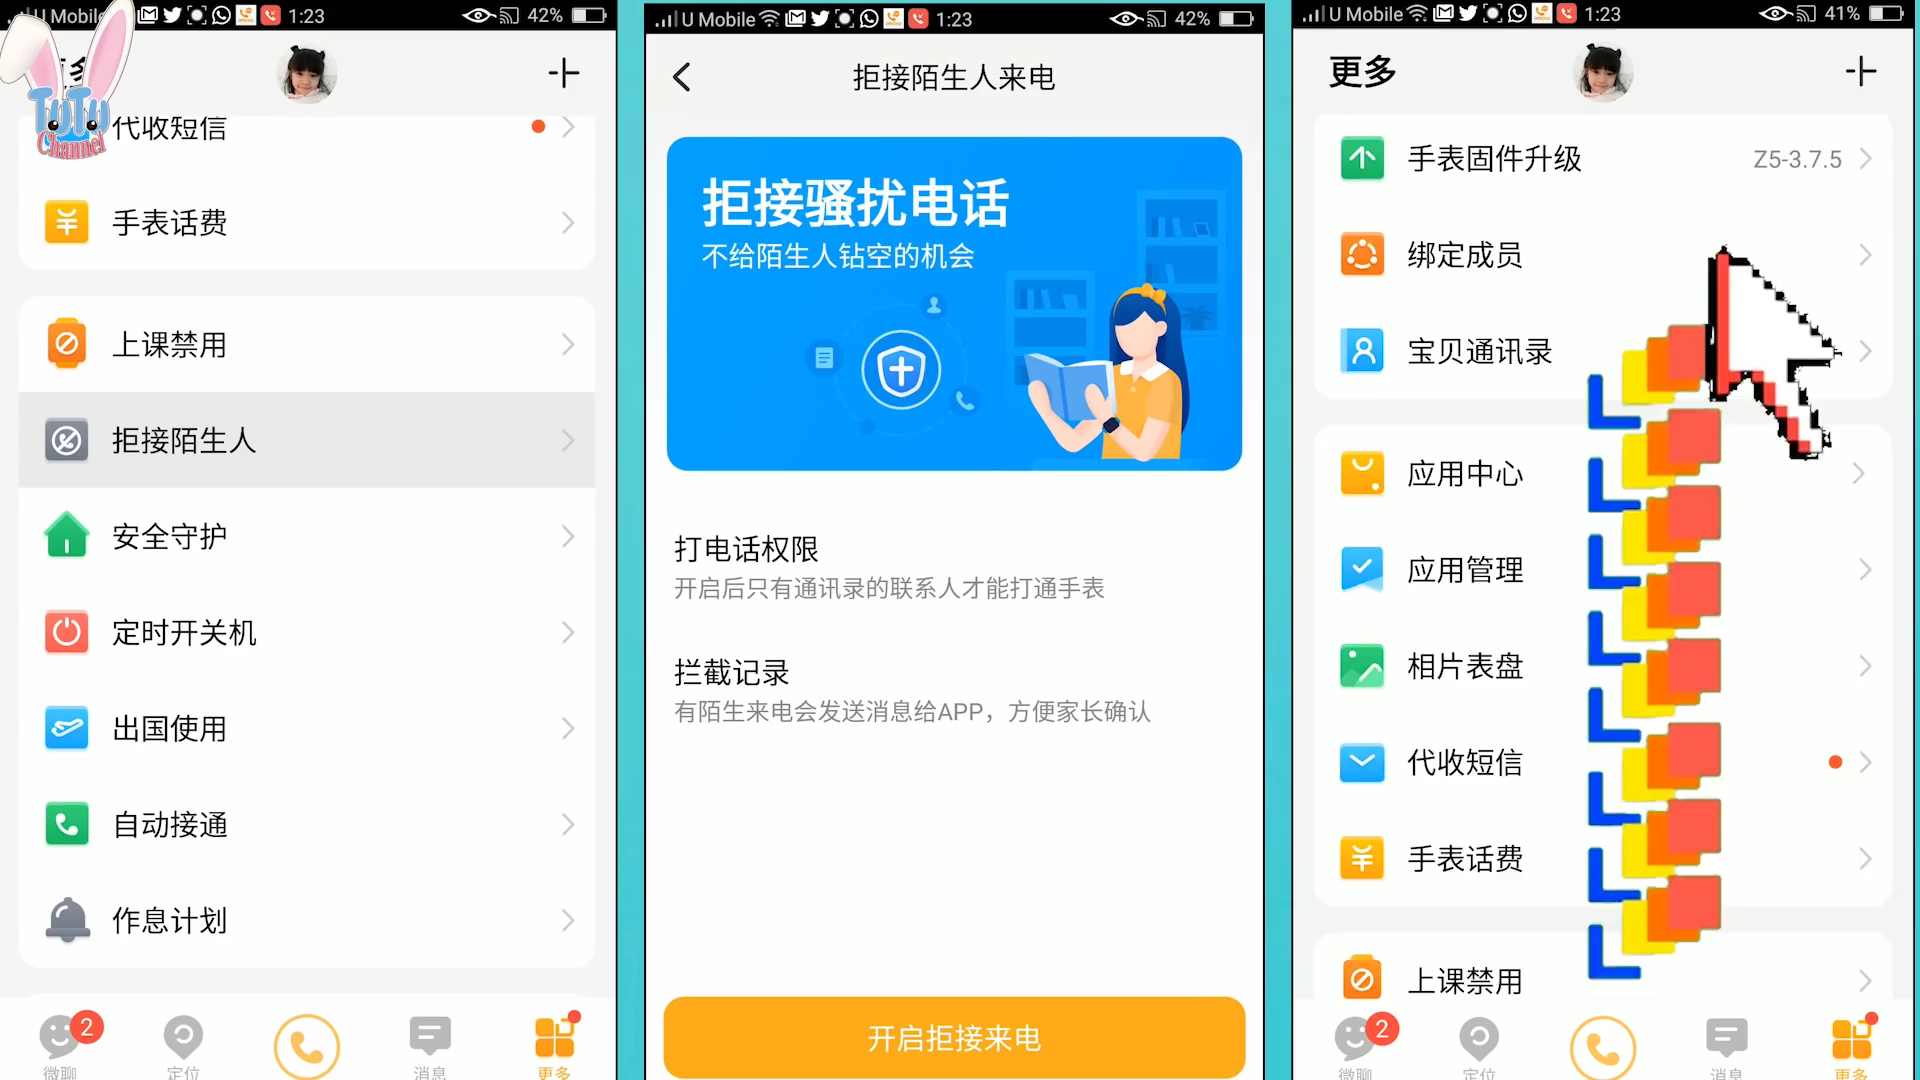 U Mobile 1:23 42%
TuTu
Channel
代收短信
手表话费
上课禁用
拒接陌生人
安全守护
定时开关机
出国使用
自动接通
作息计划
2
微聊
定位
消息
更多
U Mobile 1:23 42%
拒接陌生人来电
拒接骚扰电话
不给陌生人钻空的机会
打电话权限
开启后只有通讯录的联系人才能打通手表
拦截记录
有陌生来电会发送消息给APP，方便家长确认
开启拒接来电
U Mobile 1:23 41%
更多
手表固件升级 Z5-3.7.5
绑定成员
宝贝通讯录
应用中心
应用管理
相片表盘
代收短信
手表话费
上课禁用
2
微聊
定位
消息
更多